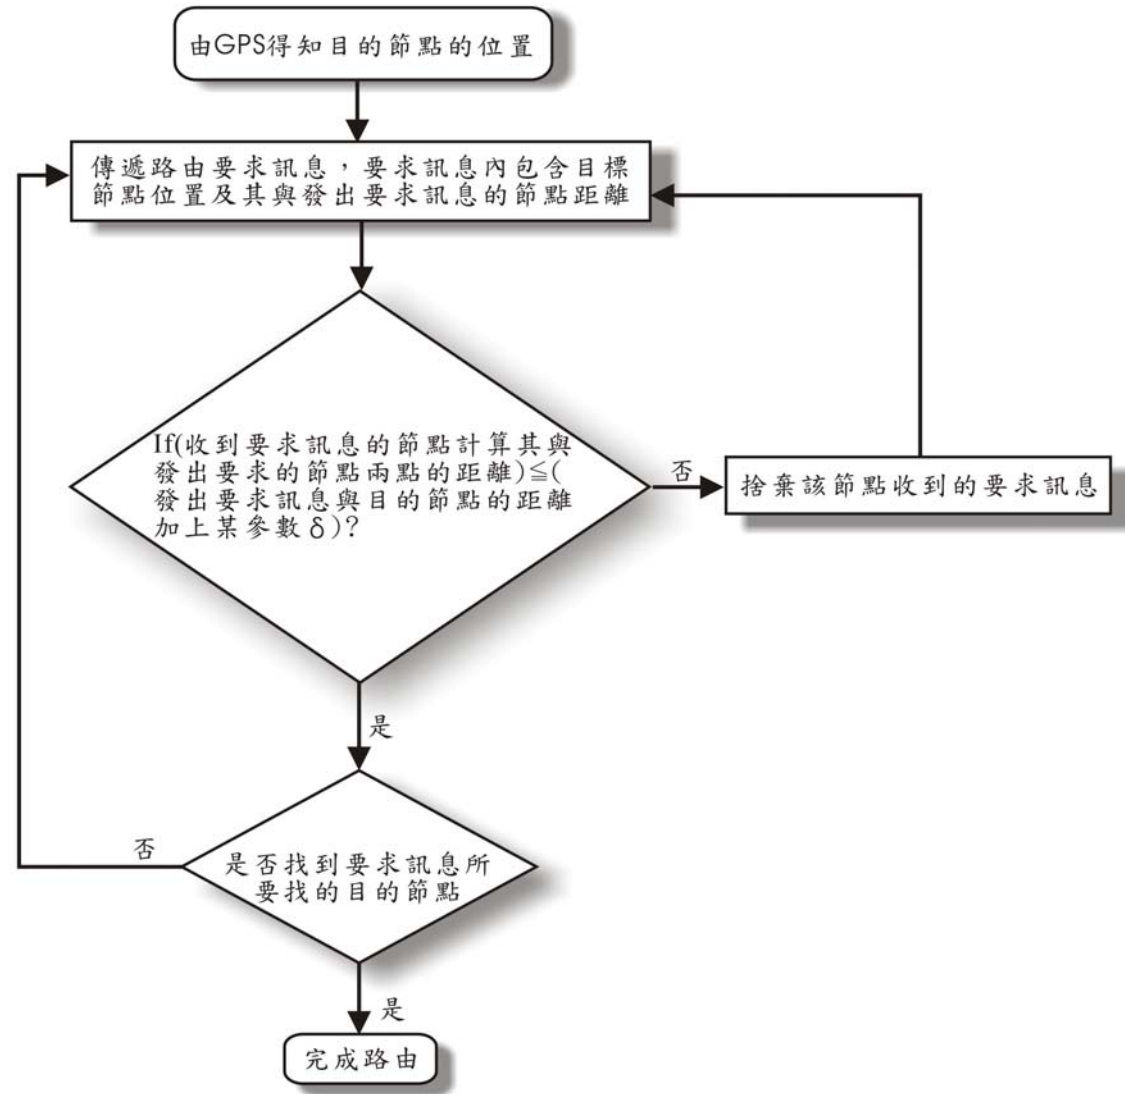 由GPS得知目的節點的位置
傳遞路由要求訊息，要求訊息內包含目標
節點位置及其與發出要求訊息的節點距離
If(收到要求訊息的節點計算其與
發出要求的節點兩點的距離)≦(
發出要求訊息與目的節點的距離
加上某參數δ)?
否
捨棄該節點收到的要求訊息
是
否
是否找到要求訊息所
要找的目的節點
是
完成路由